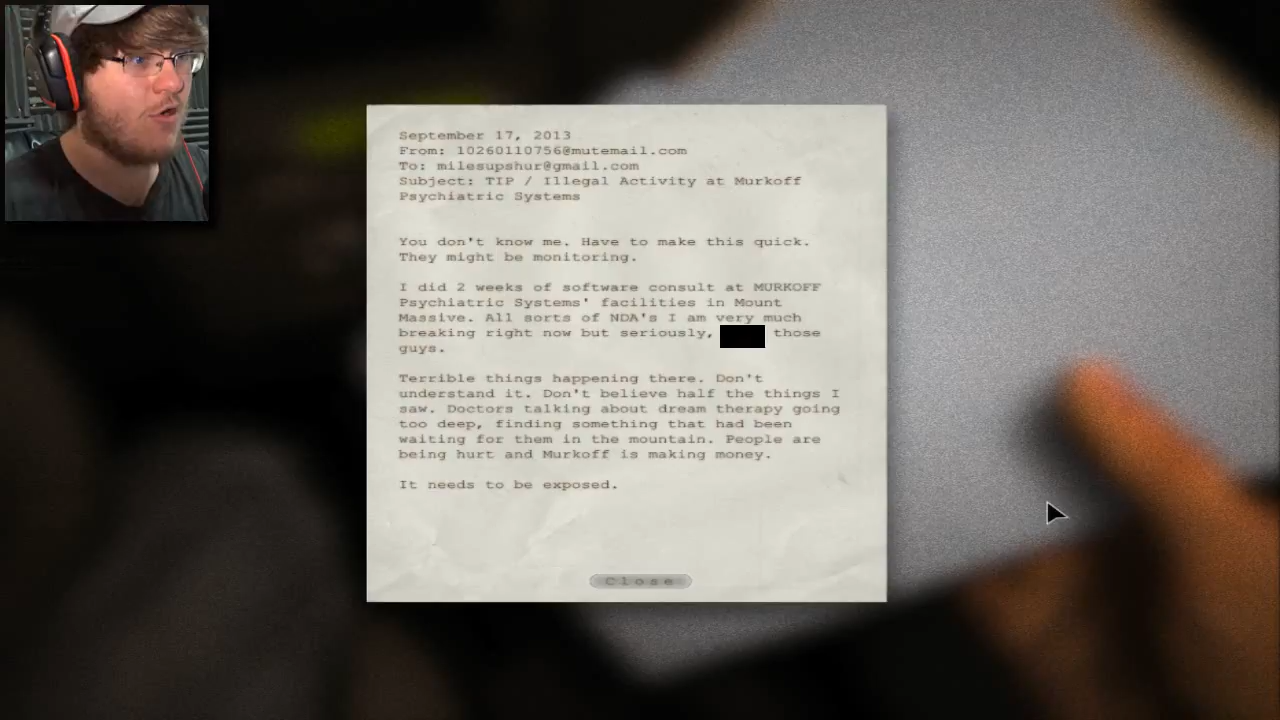 September 17, 2013
From: 10260110756@mutemail.com
To: milesupshur@gmail.com
Subject: TIP / Illegal Activity at Murkoff
Psychiatric Systems
You don't know me. Have to make this quick.
They might be monitoring.
I did 2 weeks of software consult at MURKOFF
Psychiatric Systems' facilities in Mount
Massive. All sorts of NDA's I am very much
breaking right now but seriously, those
guys.
Terrible things happening there. Don't
understand it. Don't believe half the things I
saw. Doctors talking about dream therapy going
too deep, finding something that had been
waiting for them in the mountain. People are
being hurt and Murkoff is making money.
It needs to be exposed.
Close